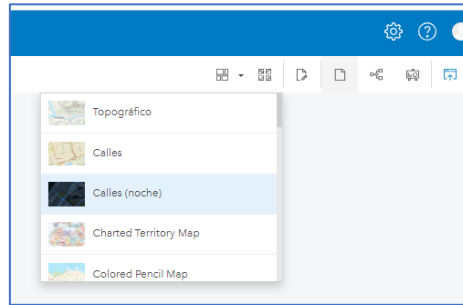 Topográfico
Calles
Calles (noche)
Charted Territory Map
Colored Pencil Map